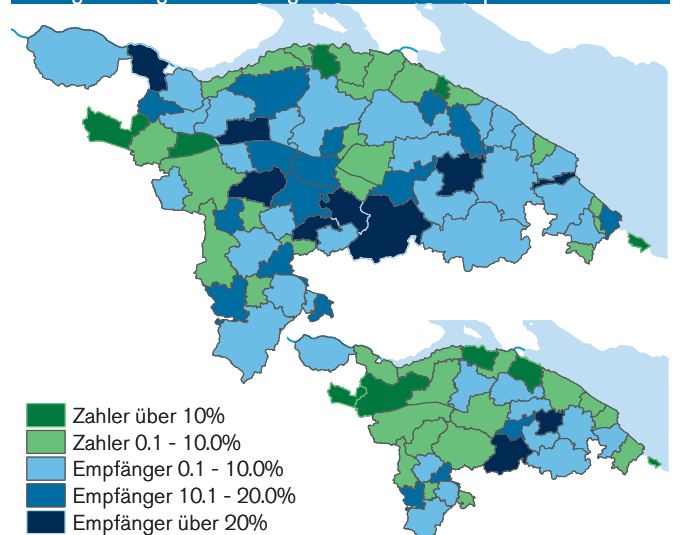 Zahler über 10%
Zahler 0.1 - 10.0%
Empfänger 0.1 - 10.0%
Empfänger 10.1 - 20.0%
Empfänger über 20%